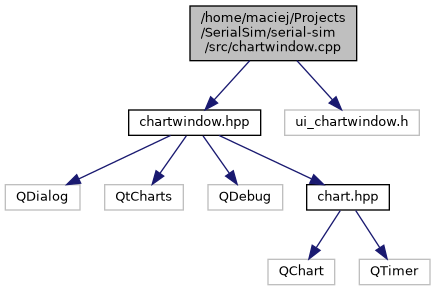 /home/maciej/Projects
/SerialSim/serial-sim
/src/chartwindow.cpp
chartwindow.hpp
ui_chartwindow.h
QDialog
QtCharts
QDebug
chart.hpp
QChart
QTimer